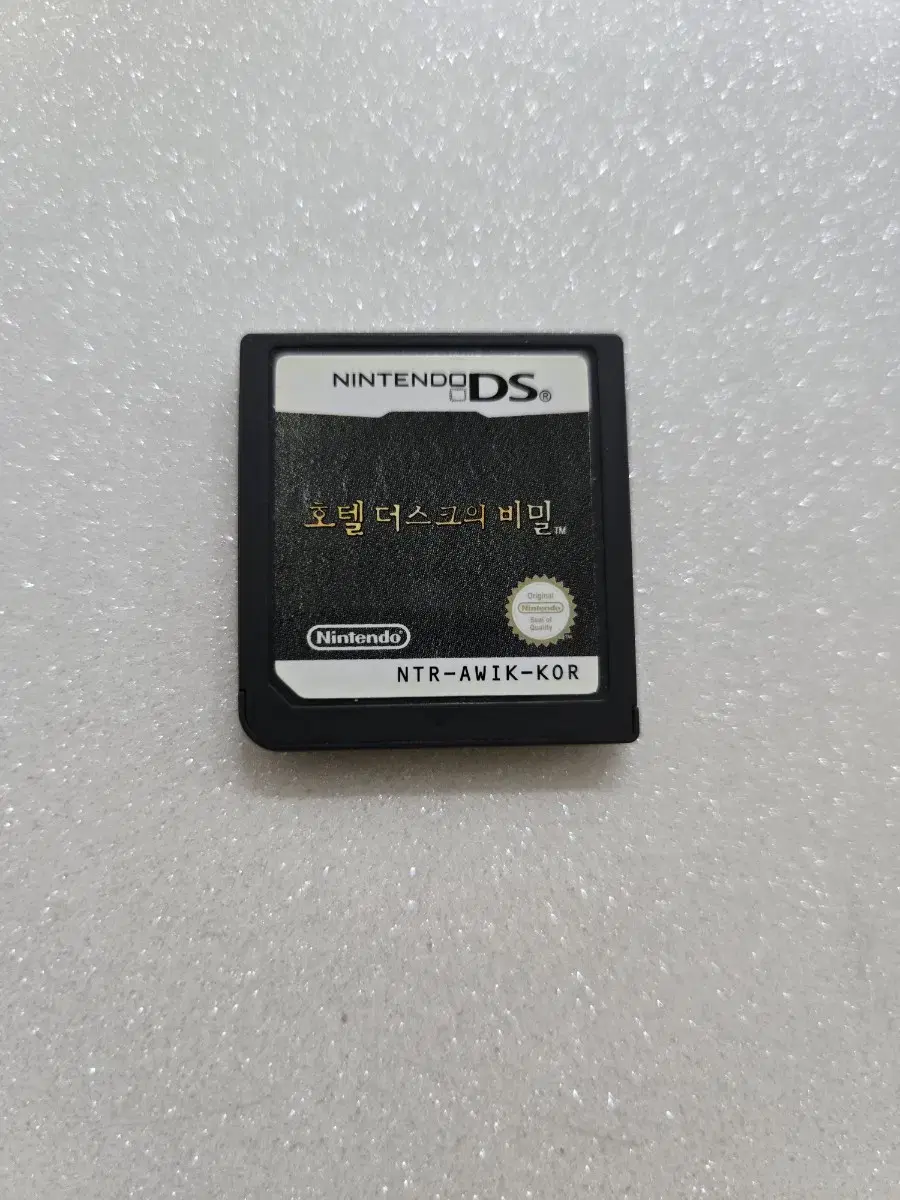 NINTENDO DS®
호텔 더스크의 비밀™
Original
Nintendo
Seal of
Quality
Nintendo®
NTR-AWIK-KOR